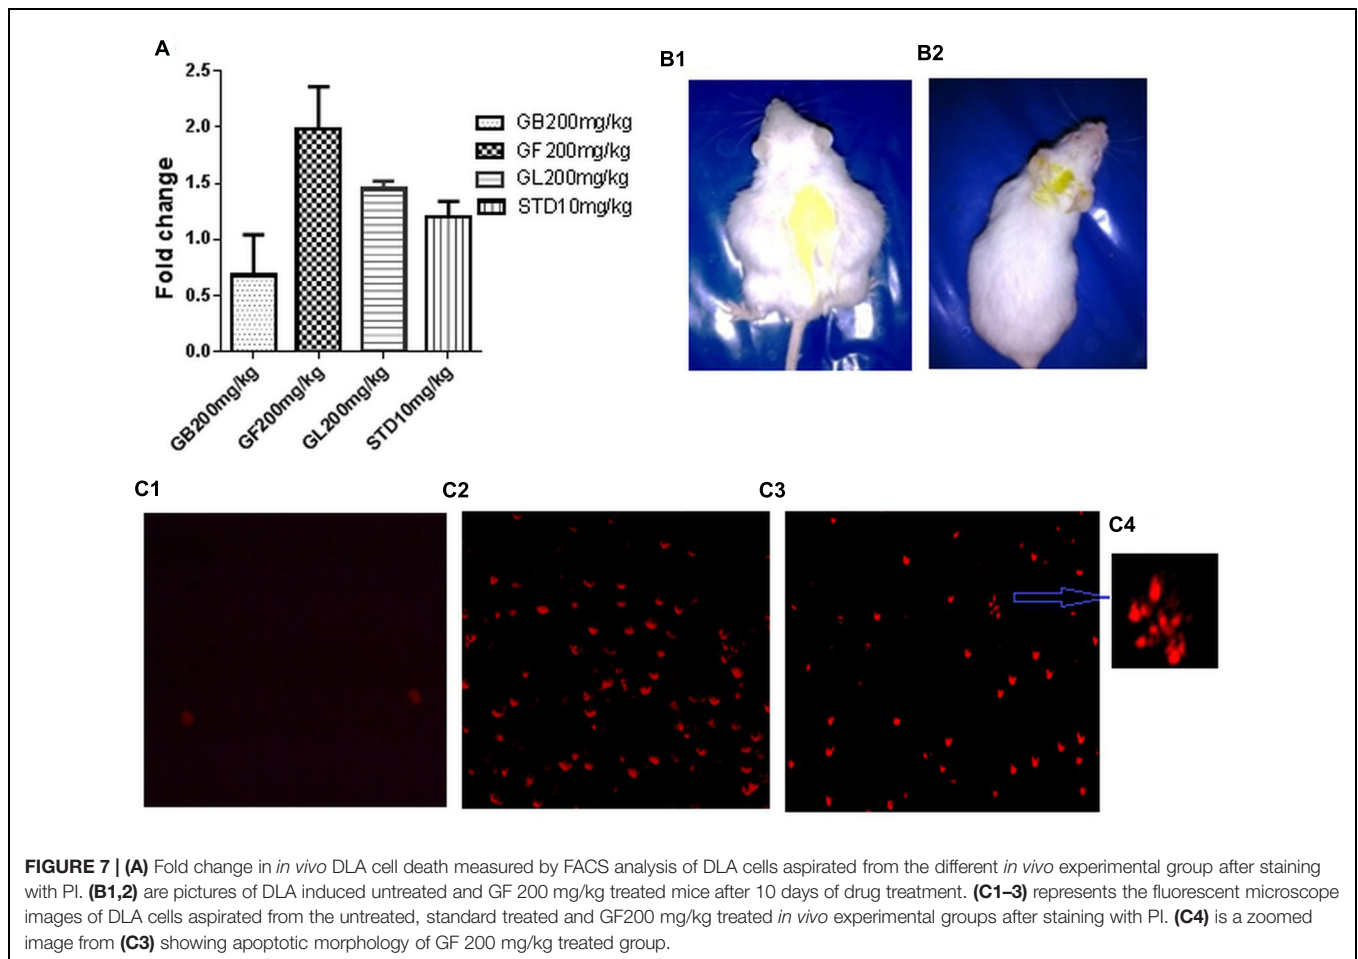 A
2.5
2.0
1.5
1.0
0.5
0.0
Fold change
GB200mg/kg
GF200mg/kg
GL200mg/kg
STD10mg/kg
GB200mg/kg
GF200mg/kg
GL200mg/kg
STD10mg/kg
B1
B2
C1
C2
C3
C4
FIGURE 7 | (A) Fold change in in vivo DLA cell death measured by FACS analysis of DLA cells aspirated from the different in vivo experimental group after staining
with PI. (B1,2) are pictures of DLA induced untreated and GF 200 mg/kg treated mice after 10 days of drug treatment. (C1–3) represents the fluorescent microscope
images of DLA cells aspirated from the untreated, standard treated and GF200 mg/kg treated in vivo experimental groups after staining with PI. (C4) is a zoomed
image from (C3) showing apoptotic morphology of GF 200 mg/kg treated group.